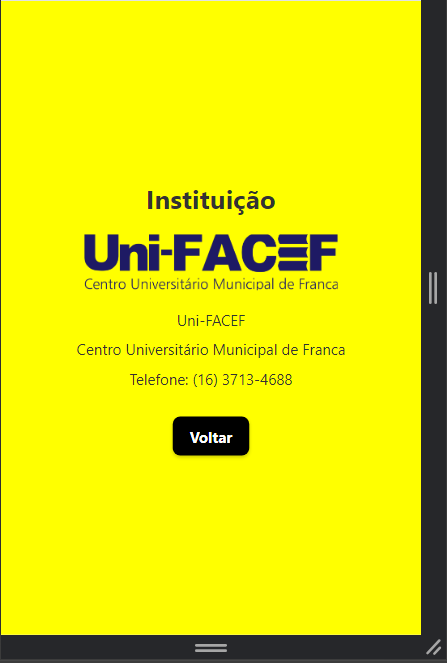 Instituição
Uni-FACEF
Centro Universitário Municipal de Franca
Uni-FACEF
Centro Universitário Municipal de Franca
Telefone: (16) 3713-4688
Voltar